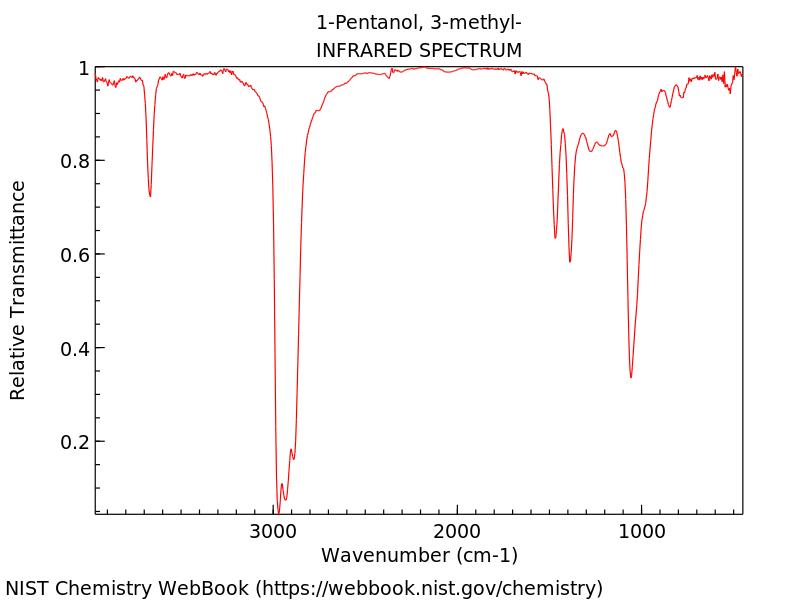 1-Pentanol, 3-methyl-
INFRARED SPECTRUM
1
0.8
0.6
0.4
0.2
Relative Transmittance
3000
2000
1000
Wavenumber (cm-1)
NIST Chemistry WebBook (https://webbook.nist.gov/chemistry)